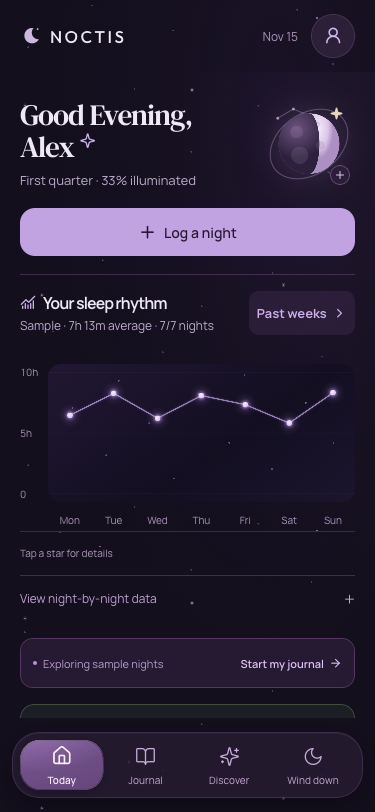 NOCTIS
Nov 15
Good Evening,
Alex
First quarter · 33% illuminated
+ Log a night
Your sleep rhythm
Sample · 7h 13m average · 7/7 nights
Past weeks
10h
5h
0
Mon Tue Wed Thu Fri Sat Sun
Tap a star for details
View night-by-night data +
Exploring sample nights
Start my journal →
Today Journal Discover Wind down